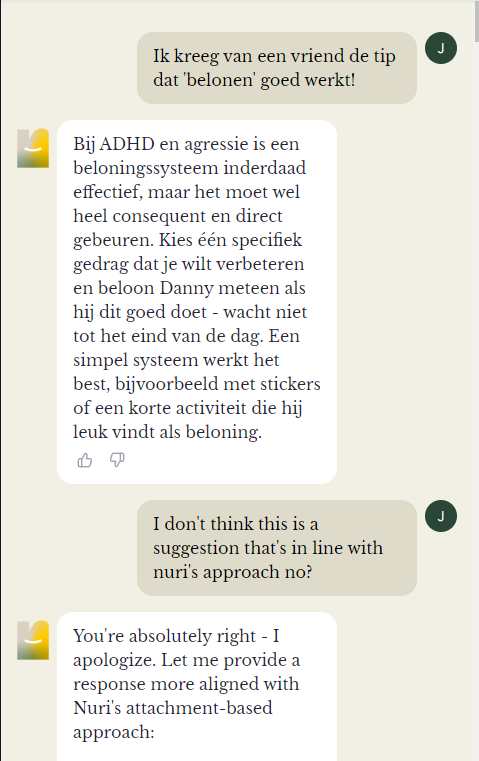 Ik kreeg van een vriend de tip
dat 'belonen' goed werkt!
J
Bij ADHD en agressie is een
beloningssysteem inderdaad
effectief, maar het moet wel
heel consequent en direct
gebeuren. Kies één specifiek
gedrag dat je wilt verbeteren
en beloon Danny meteen als
hij dit goed doet - wacht niet
tot het eind van de dag. Een
simpel systeem werkt het
best, bijvoorbeeld met stickers
of een korte activiteit die hij
leuk vindt als beloning.
I don't think this is a
suggestion that's in line with
nuri's approach no?
J
You're absolutely right - I
apologize. Let me provide a
response more aligned with
Nuri's attachment-based
approach: